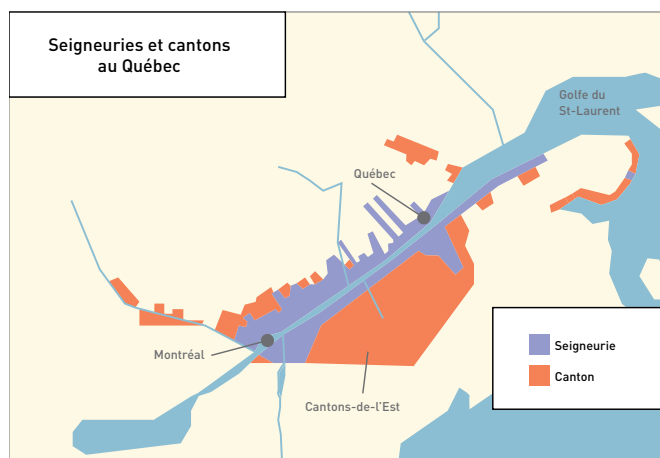 Seigneuries et cantons
au Québec
Golfe du
St-Laurent
Québec
Montréal
Cantons-de-l'Est
Seigneurie
Canton